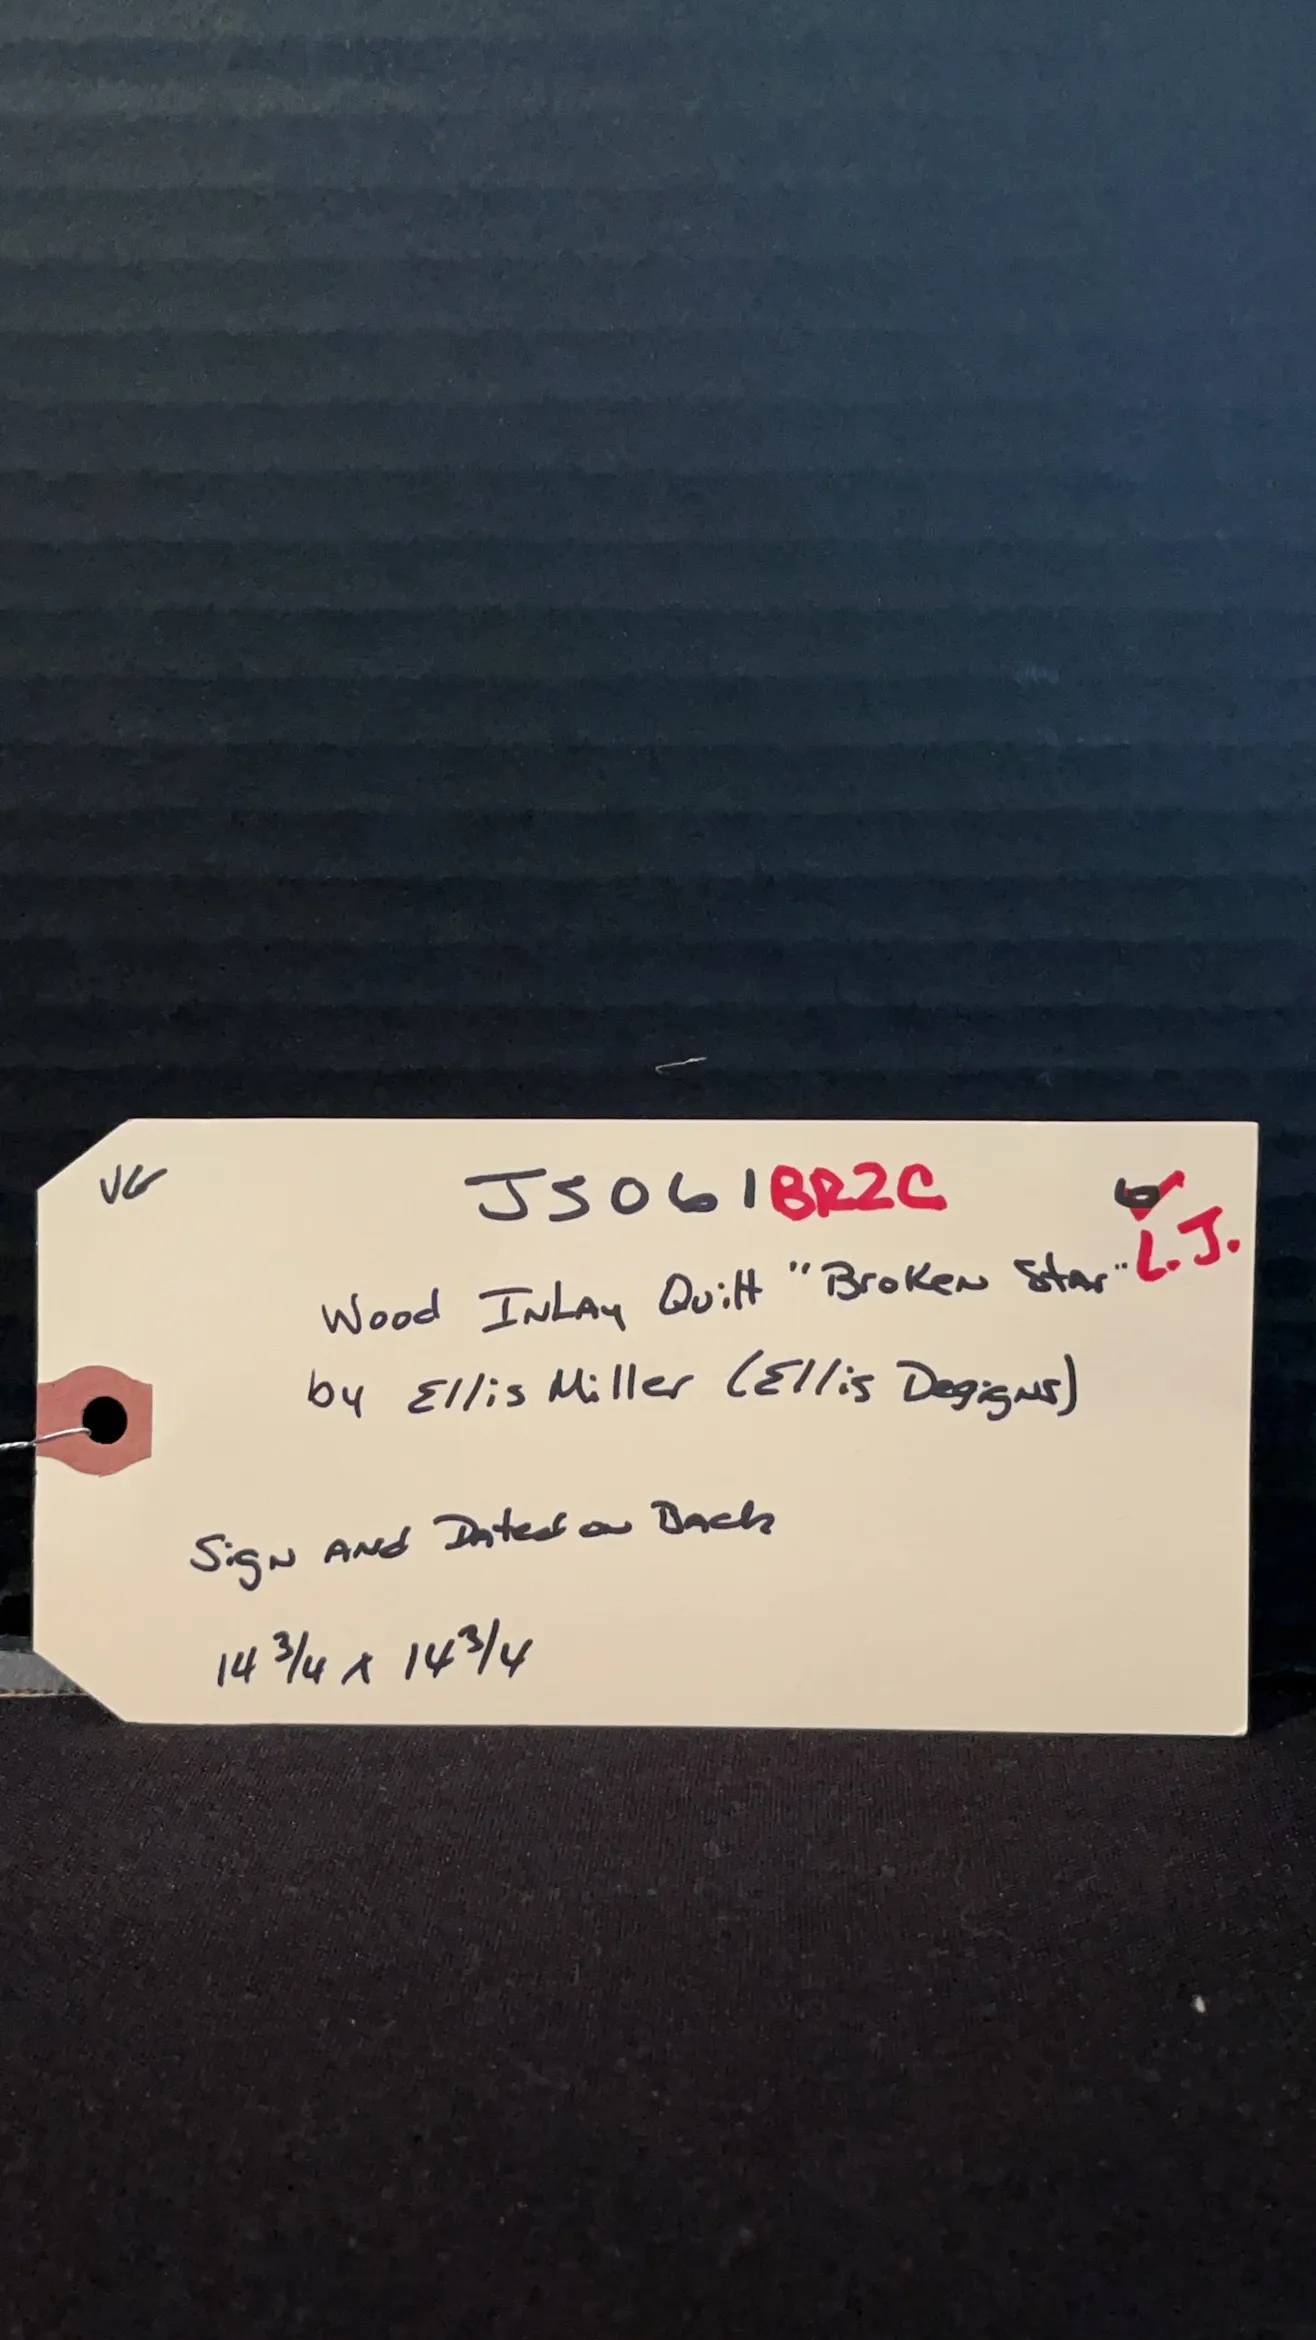 VG JS061BR2C 6
L.J.
Wood Inlay Quilt "Broken Star"
by Ellis Miller (Ellis Designs)
Sign and Dated on Back
14 3/4 x 14 3/4